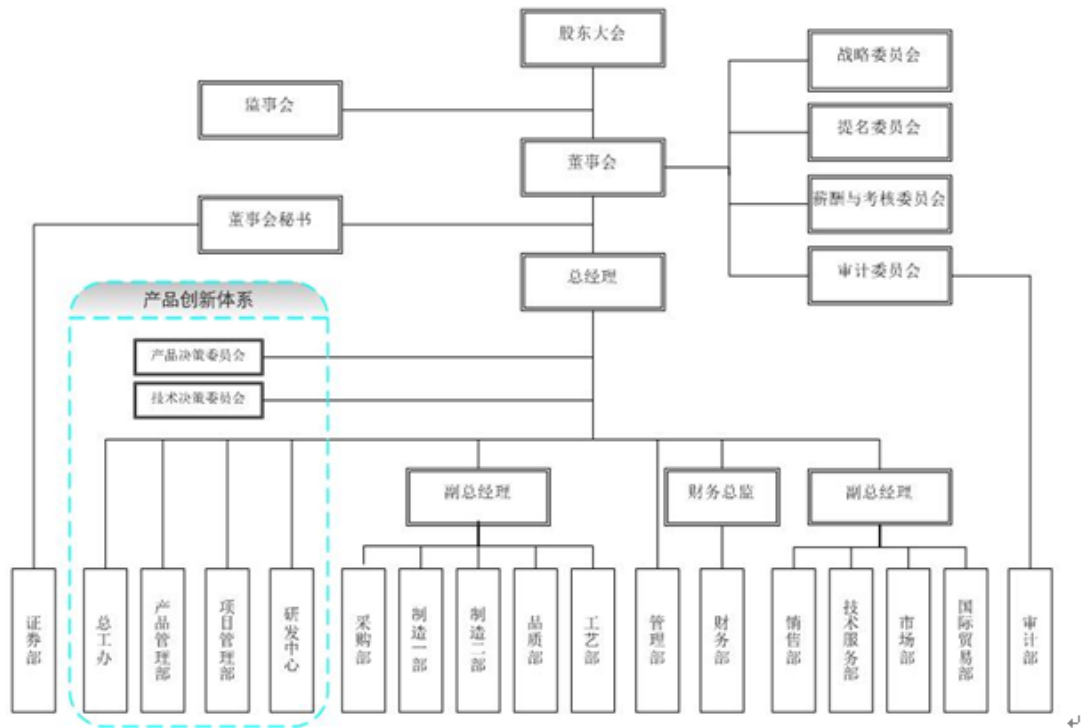 股东大会
战略委员会
监事会
提名委员会
董事会
薪酬与考核委员会
董事会秘书
总经理
审计委员会
产品创新体系
产品决策委员会
技术决策委员会
副总经理
财务总监
副总经理
证券部
总工办
产品管理部
项目管理部
研发中心
采购部
制造一部
制造二部
品质部
工艺部
管理部
财务部
销售部
技术服务部
市场部
国际贸易部
审计部